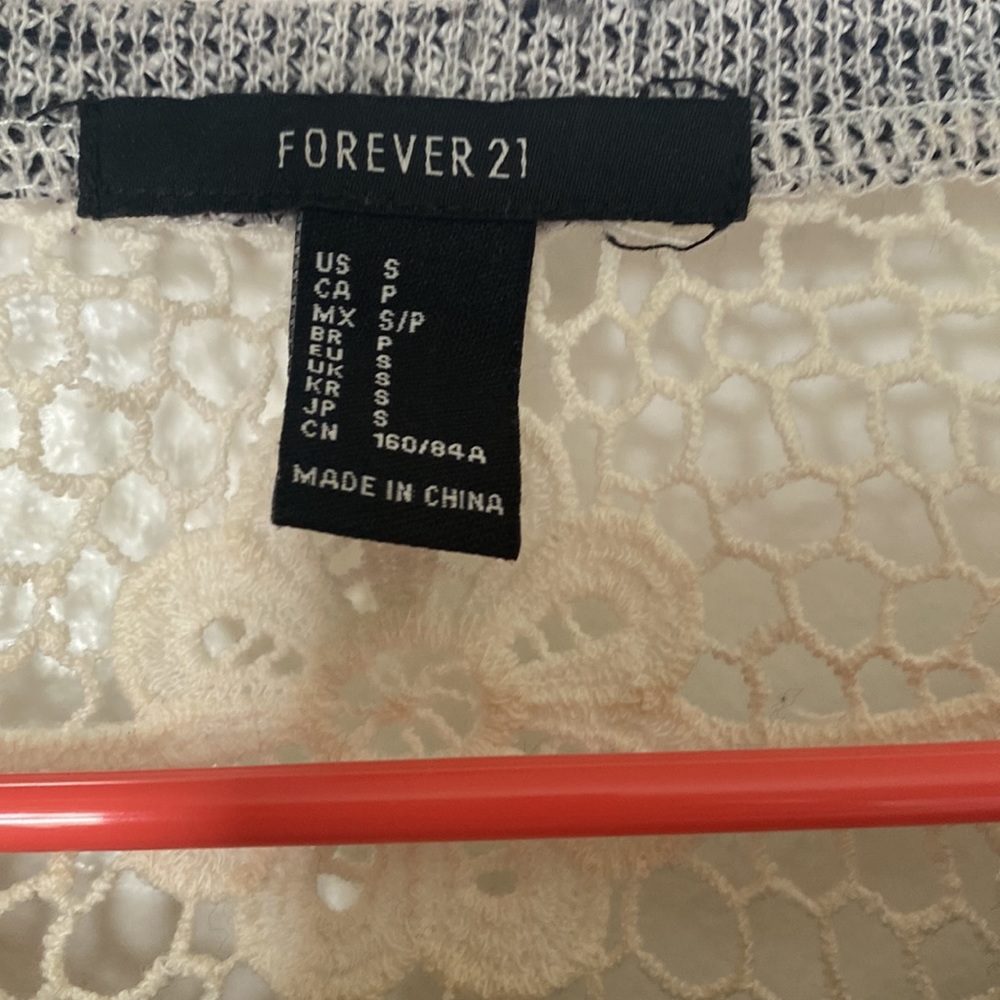 FOREVER 21
US S
CA P
MX S/P
BR P
EU S
UK S
KR S
JP S
CN 160/84A
MADE IN CHINA